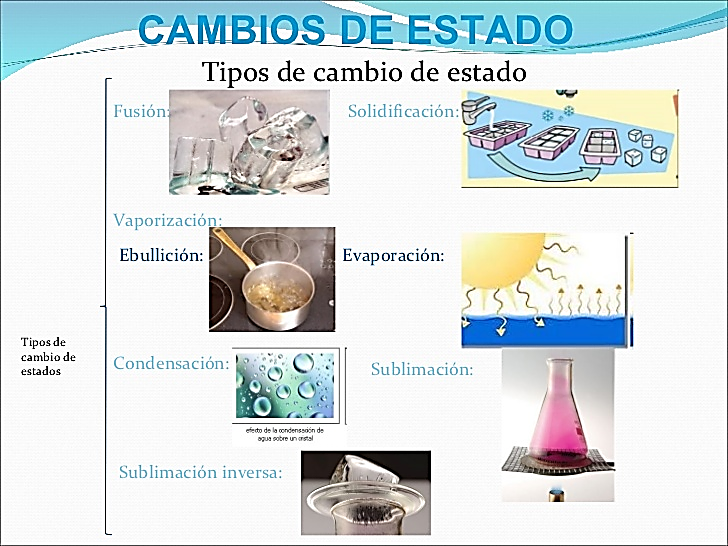 CAMBIOS DE ESTADO
Tipos de cambio de estado
Fusión:
Solidificación:
Vaporización:
Ebullición:
Evaporación:
Tipos de
cambio de
estados
Condensación:
Sublimación:
efecto de la condensación de
agua sobre un cristal
Sublimación inversa: